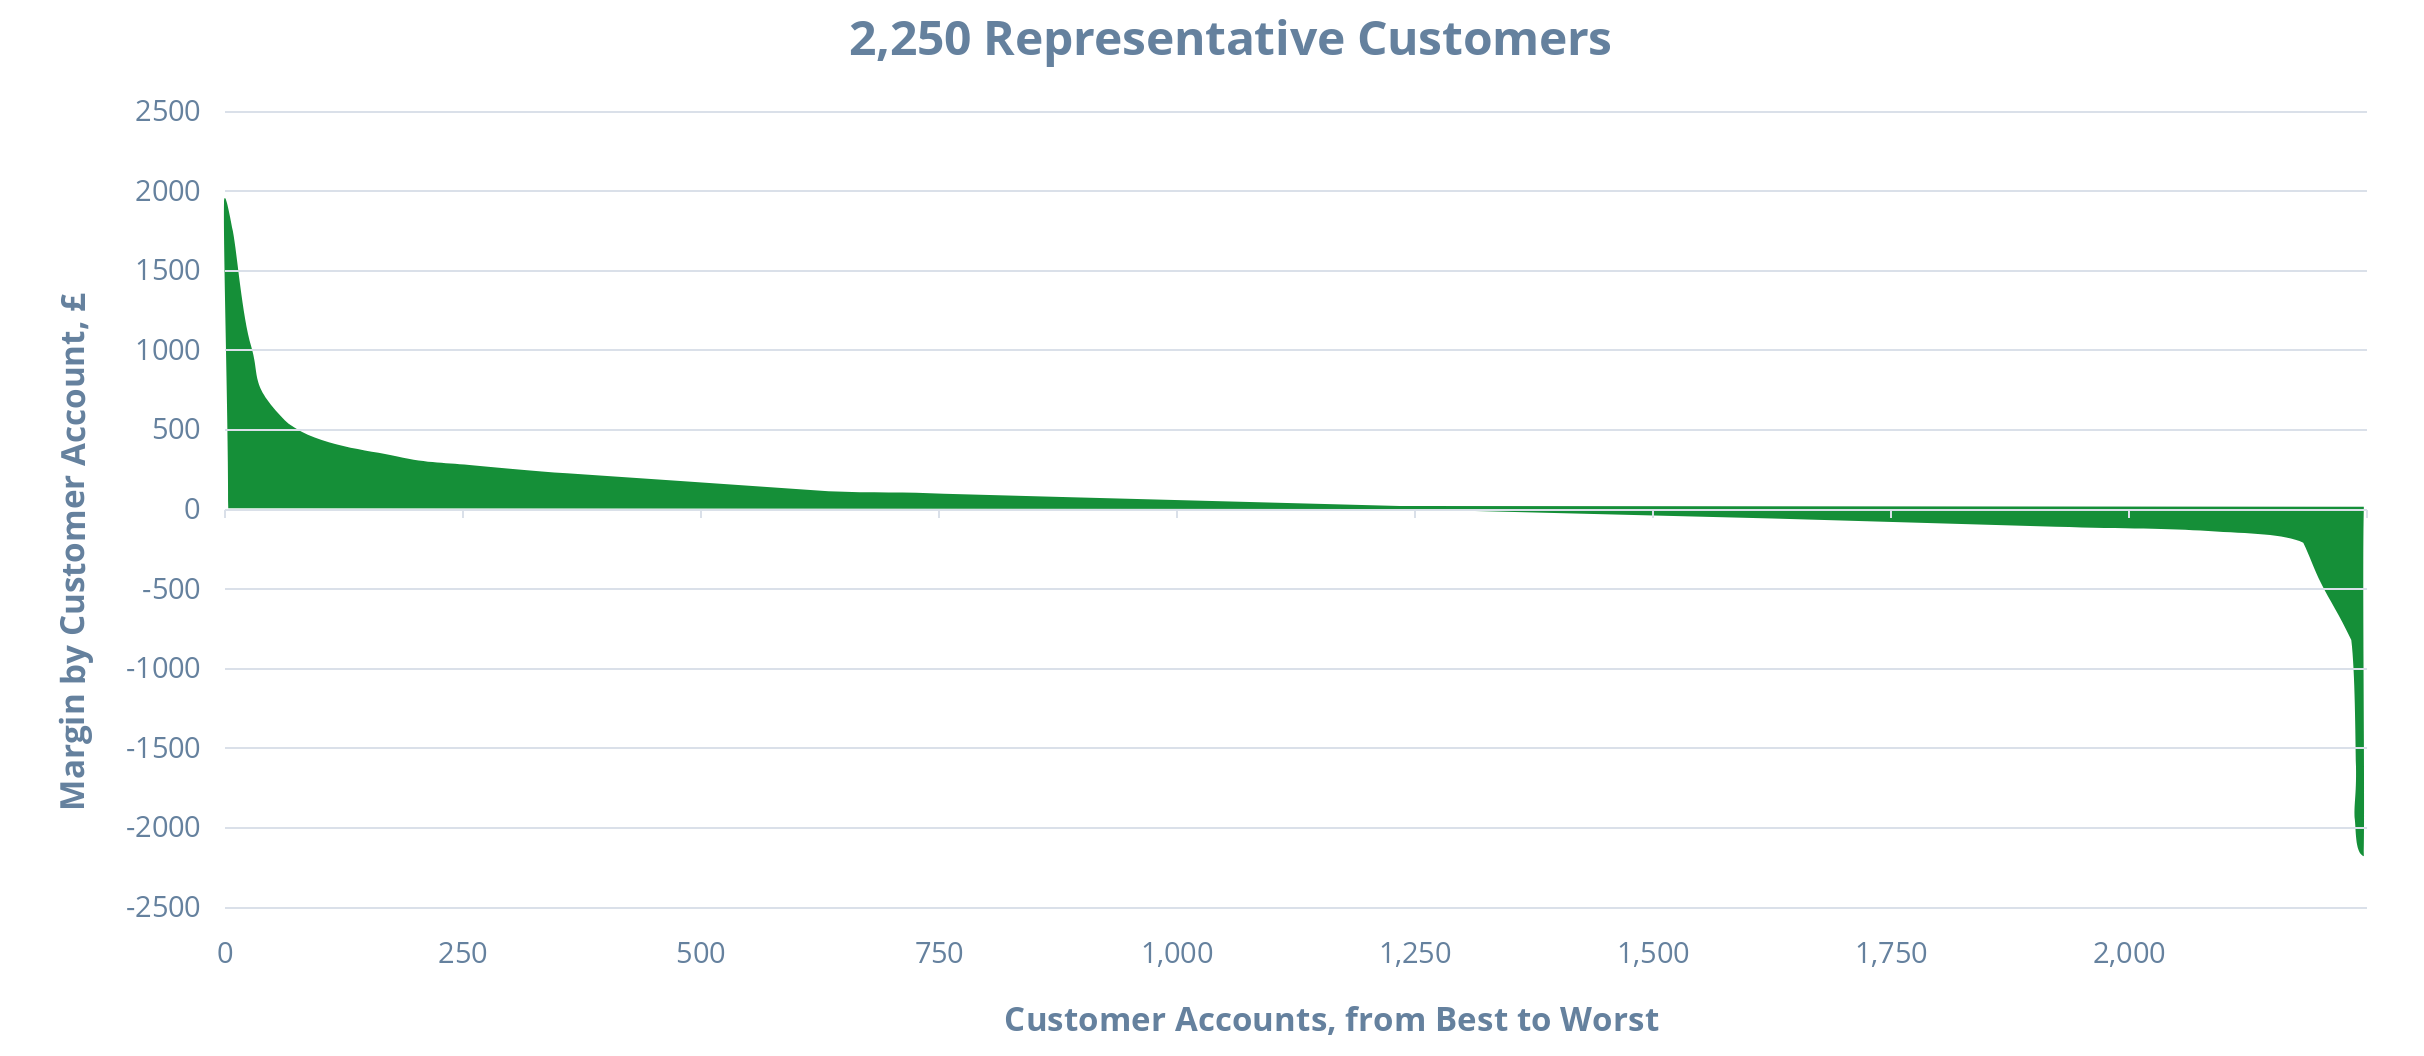 2,250 Representative Customers
Margin by Customer Account, £
2500
2000
1500
1000
500
0
-500
-1000
-1500
-2000
-2500
0 250 500 750 1,000 1,250 1,500 1,750 2,000
Customer Accounts, from Best to Worst